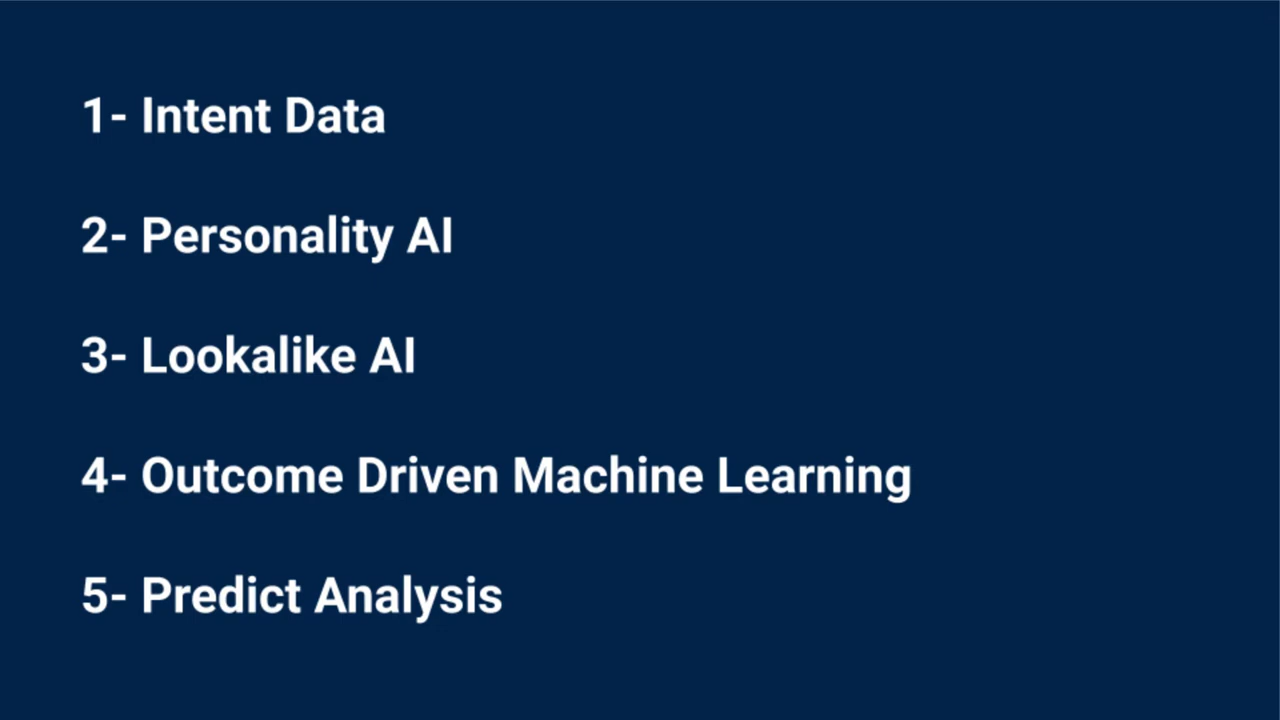 1- Intent Data
2- Personality AI
3- Lookalike AI
4- Outcome Driven Machine Learning
5- Predict Analysis